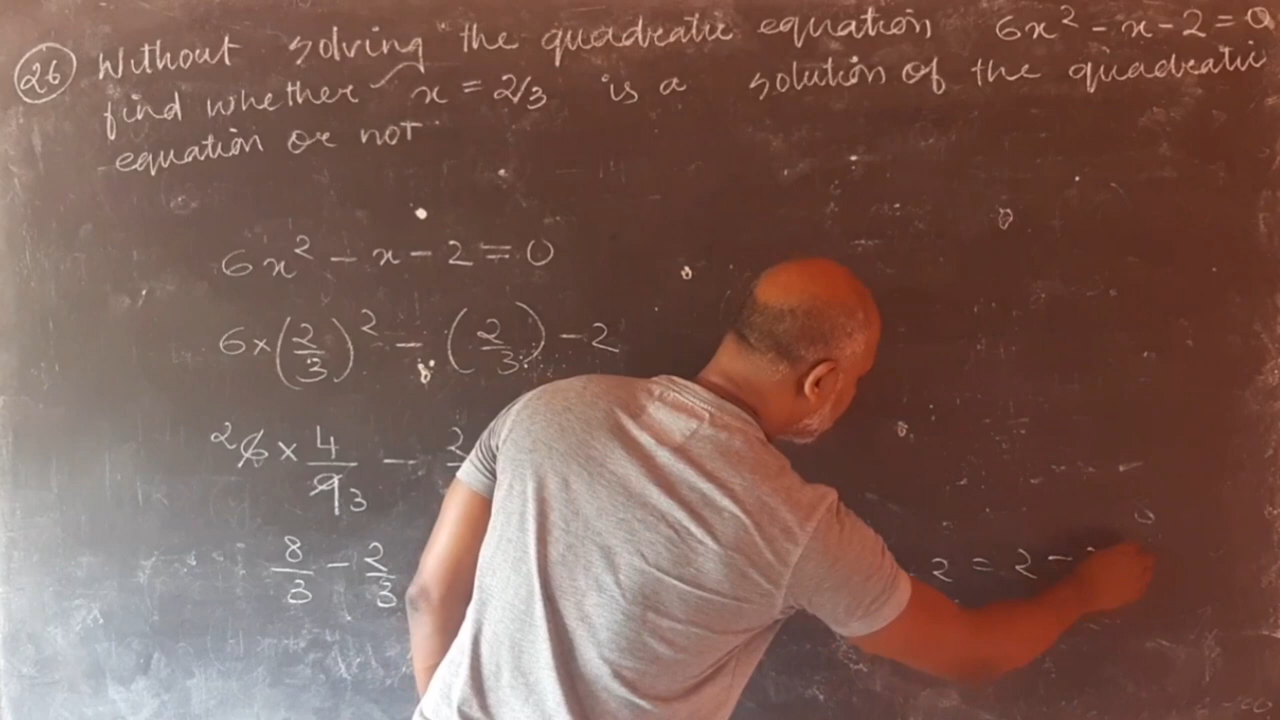 26 Without solving the quadratic equation 6x² - x - 2 = 0
find whether x = 2/3 is a solution of the quadratic
equation or not
6x² - x - 2 = 0
6 × (2/3)² - (2/3) - 2
2 6 × 4/9 3 - 2
8/3 - 2/3 2 = 2 -